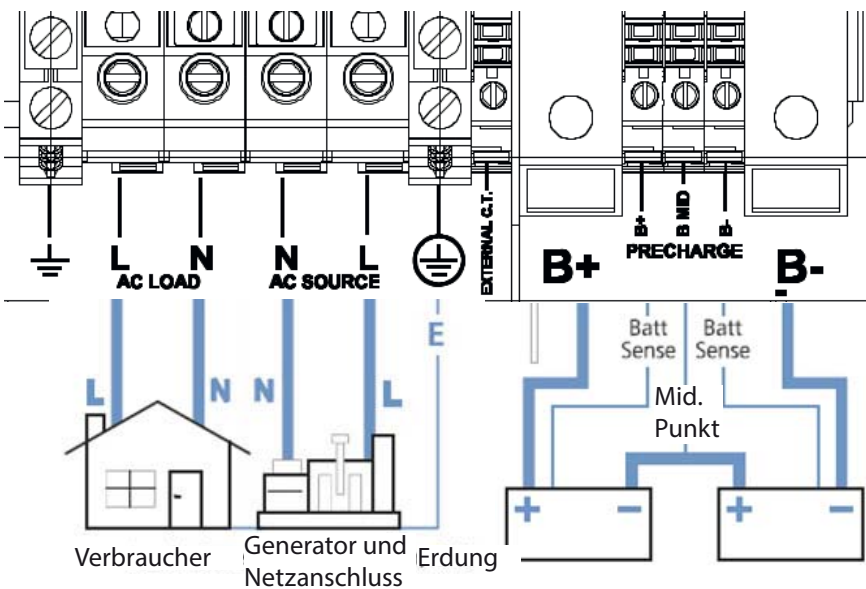 EXTERNAL C.T.
B+
B MID
B-
PRECHARGE
L N N L
AC LOAD
AC SOURCE
B+
B-
E
Batt
Sense
Batt
Sense
L N N L
Mid.
Punkt
+ - + -
Verbraucher
Generator und
Netzanschluss
Erdung